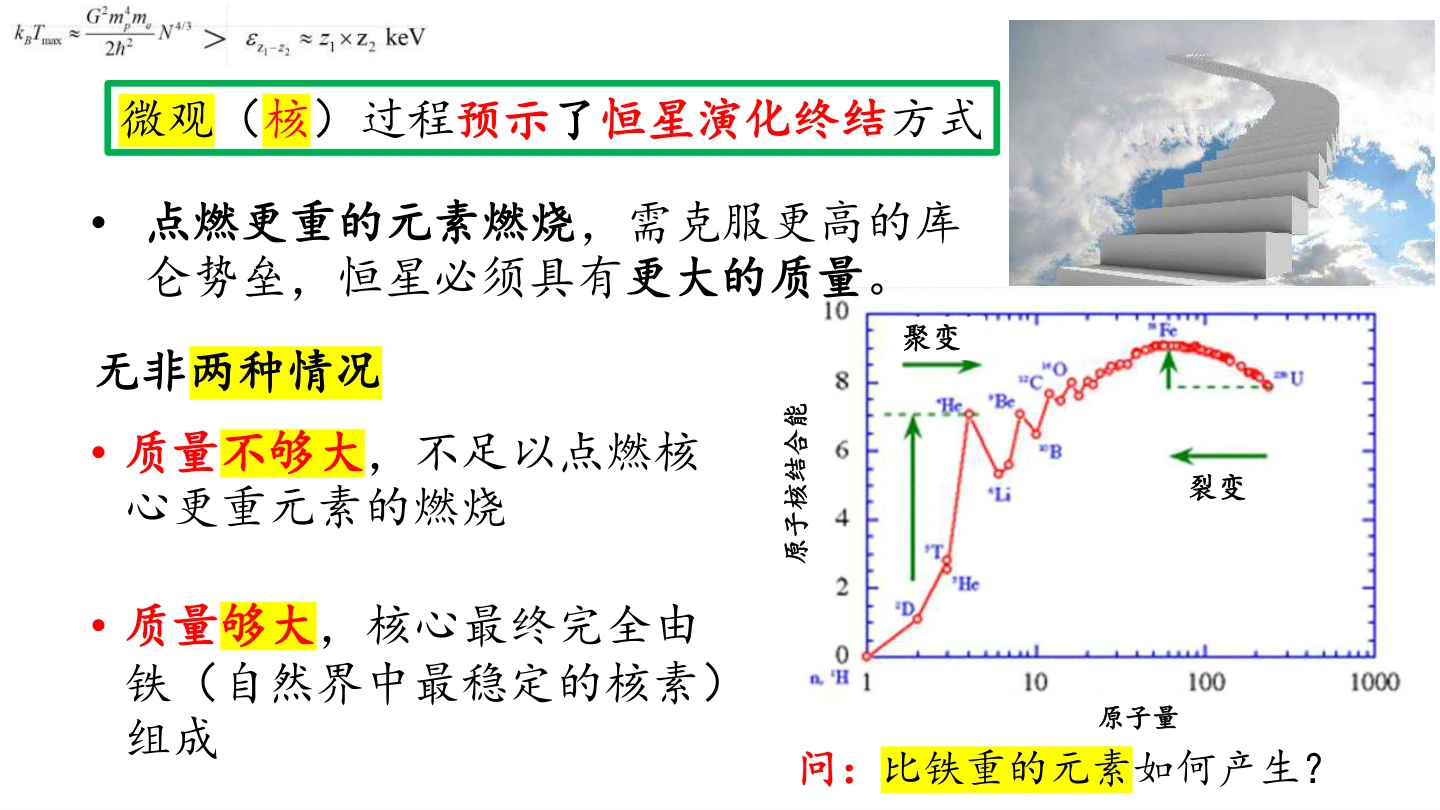 k_B T_max ≈ G²m_p⁴m_e / 2ħ² N^{4/3} > ε_{z₁-z₂} ≈ z₁×z₂ keV
微观（核）过程预示了恒星演化终结方式
• 点燃更重的元素燃烧，需克服更高的库
仑势垒，恒星必须具有更大的质量。
无非两种情况
• 质量不够大，不足以点燃核
心更重元素的燃烧
• 质量够大，核心最终完全由
铁（自然界中最稳定的核素）
组成
原子核结合能
10
8
6
4
2
0
聚变
裂变
⁴He
⁹Be
¹²C
¹⁶O
Fe
U
¹⁰B
⁶Li
³T
³He
²D
n, ¹H
1
10
100
1000
原子量
问：比铁重的元素如何产生？